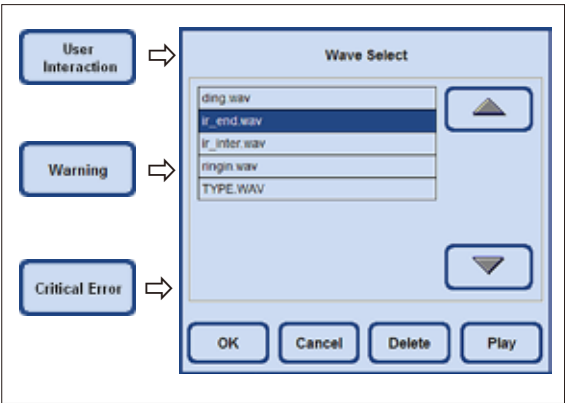 User
Interaction
Wave Select
ding.wav
ir_end.wav
ir_inter.wav
ringin.wav
TYPE.WAV
Warning
Critical Error
OK
Cancel
Delete
Play